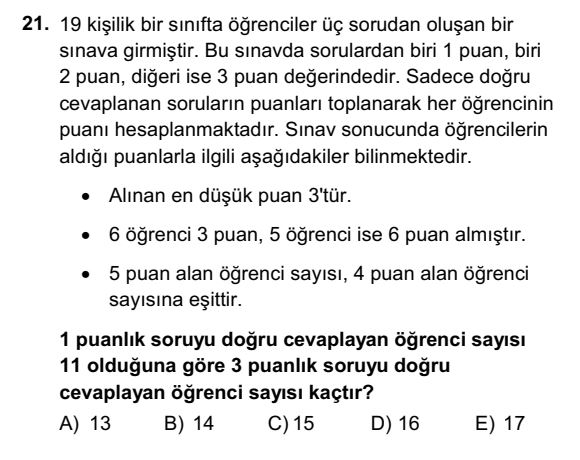 21. 19 kişilik bir sınıfta öğrenciler üç sorudan oluşan bir
sınava girmiştir. Bu sınavda sorulardan biri 1 puan, biri
2 puan, diğeri ise 3 puan değerindedir. Sadece doğru
cevaplanan soruların puanları toplanarak her öğrencinin
puanı hesaplanmaktadır. Sınav sonucunda öğrencilerin
aldığı puanlarla ilgili aşağıdakiler bilinmektedir.
• Alınan en düşük puan 3'tür.
• 6 öğrenci 3 puan, 5 öğrenci ise 6 puan almıştır.
• 5 puan alan öğrenci sayısı, 4 puan alan öğrenci
sayısına eşittir.
1 puanlık soruyu doğru cevaplayan öğrenci sayısı
11 olduğuna göre 3 puanlık soruyu doğru
cevaplayan öğrenci sayısı kaçtır?
A) 13 B) 14 C) 15 D) 16 E) 17